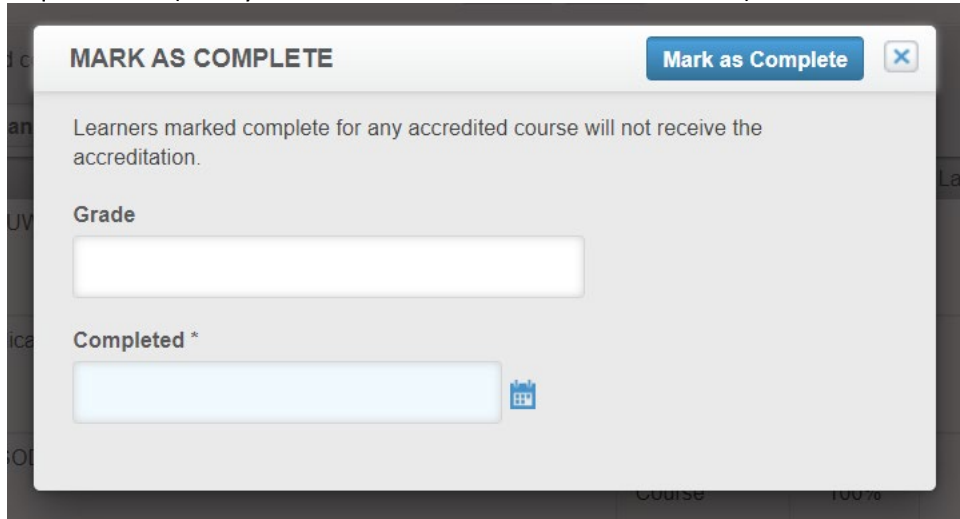 MARK AS COMPLETE
Mark as Complete
Learners marked complete for any accredited course will not receive the
accreditation.
Grade
Completed *
Course 100%